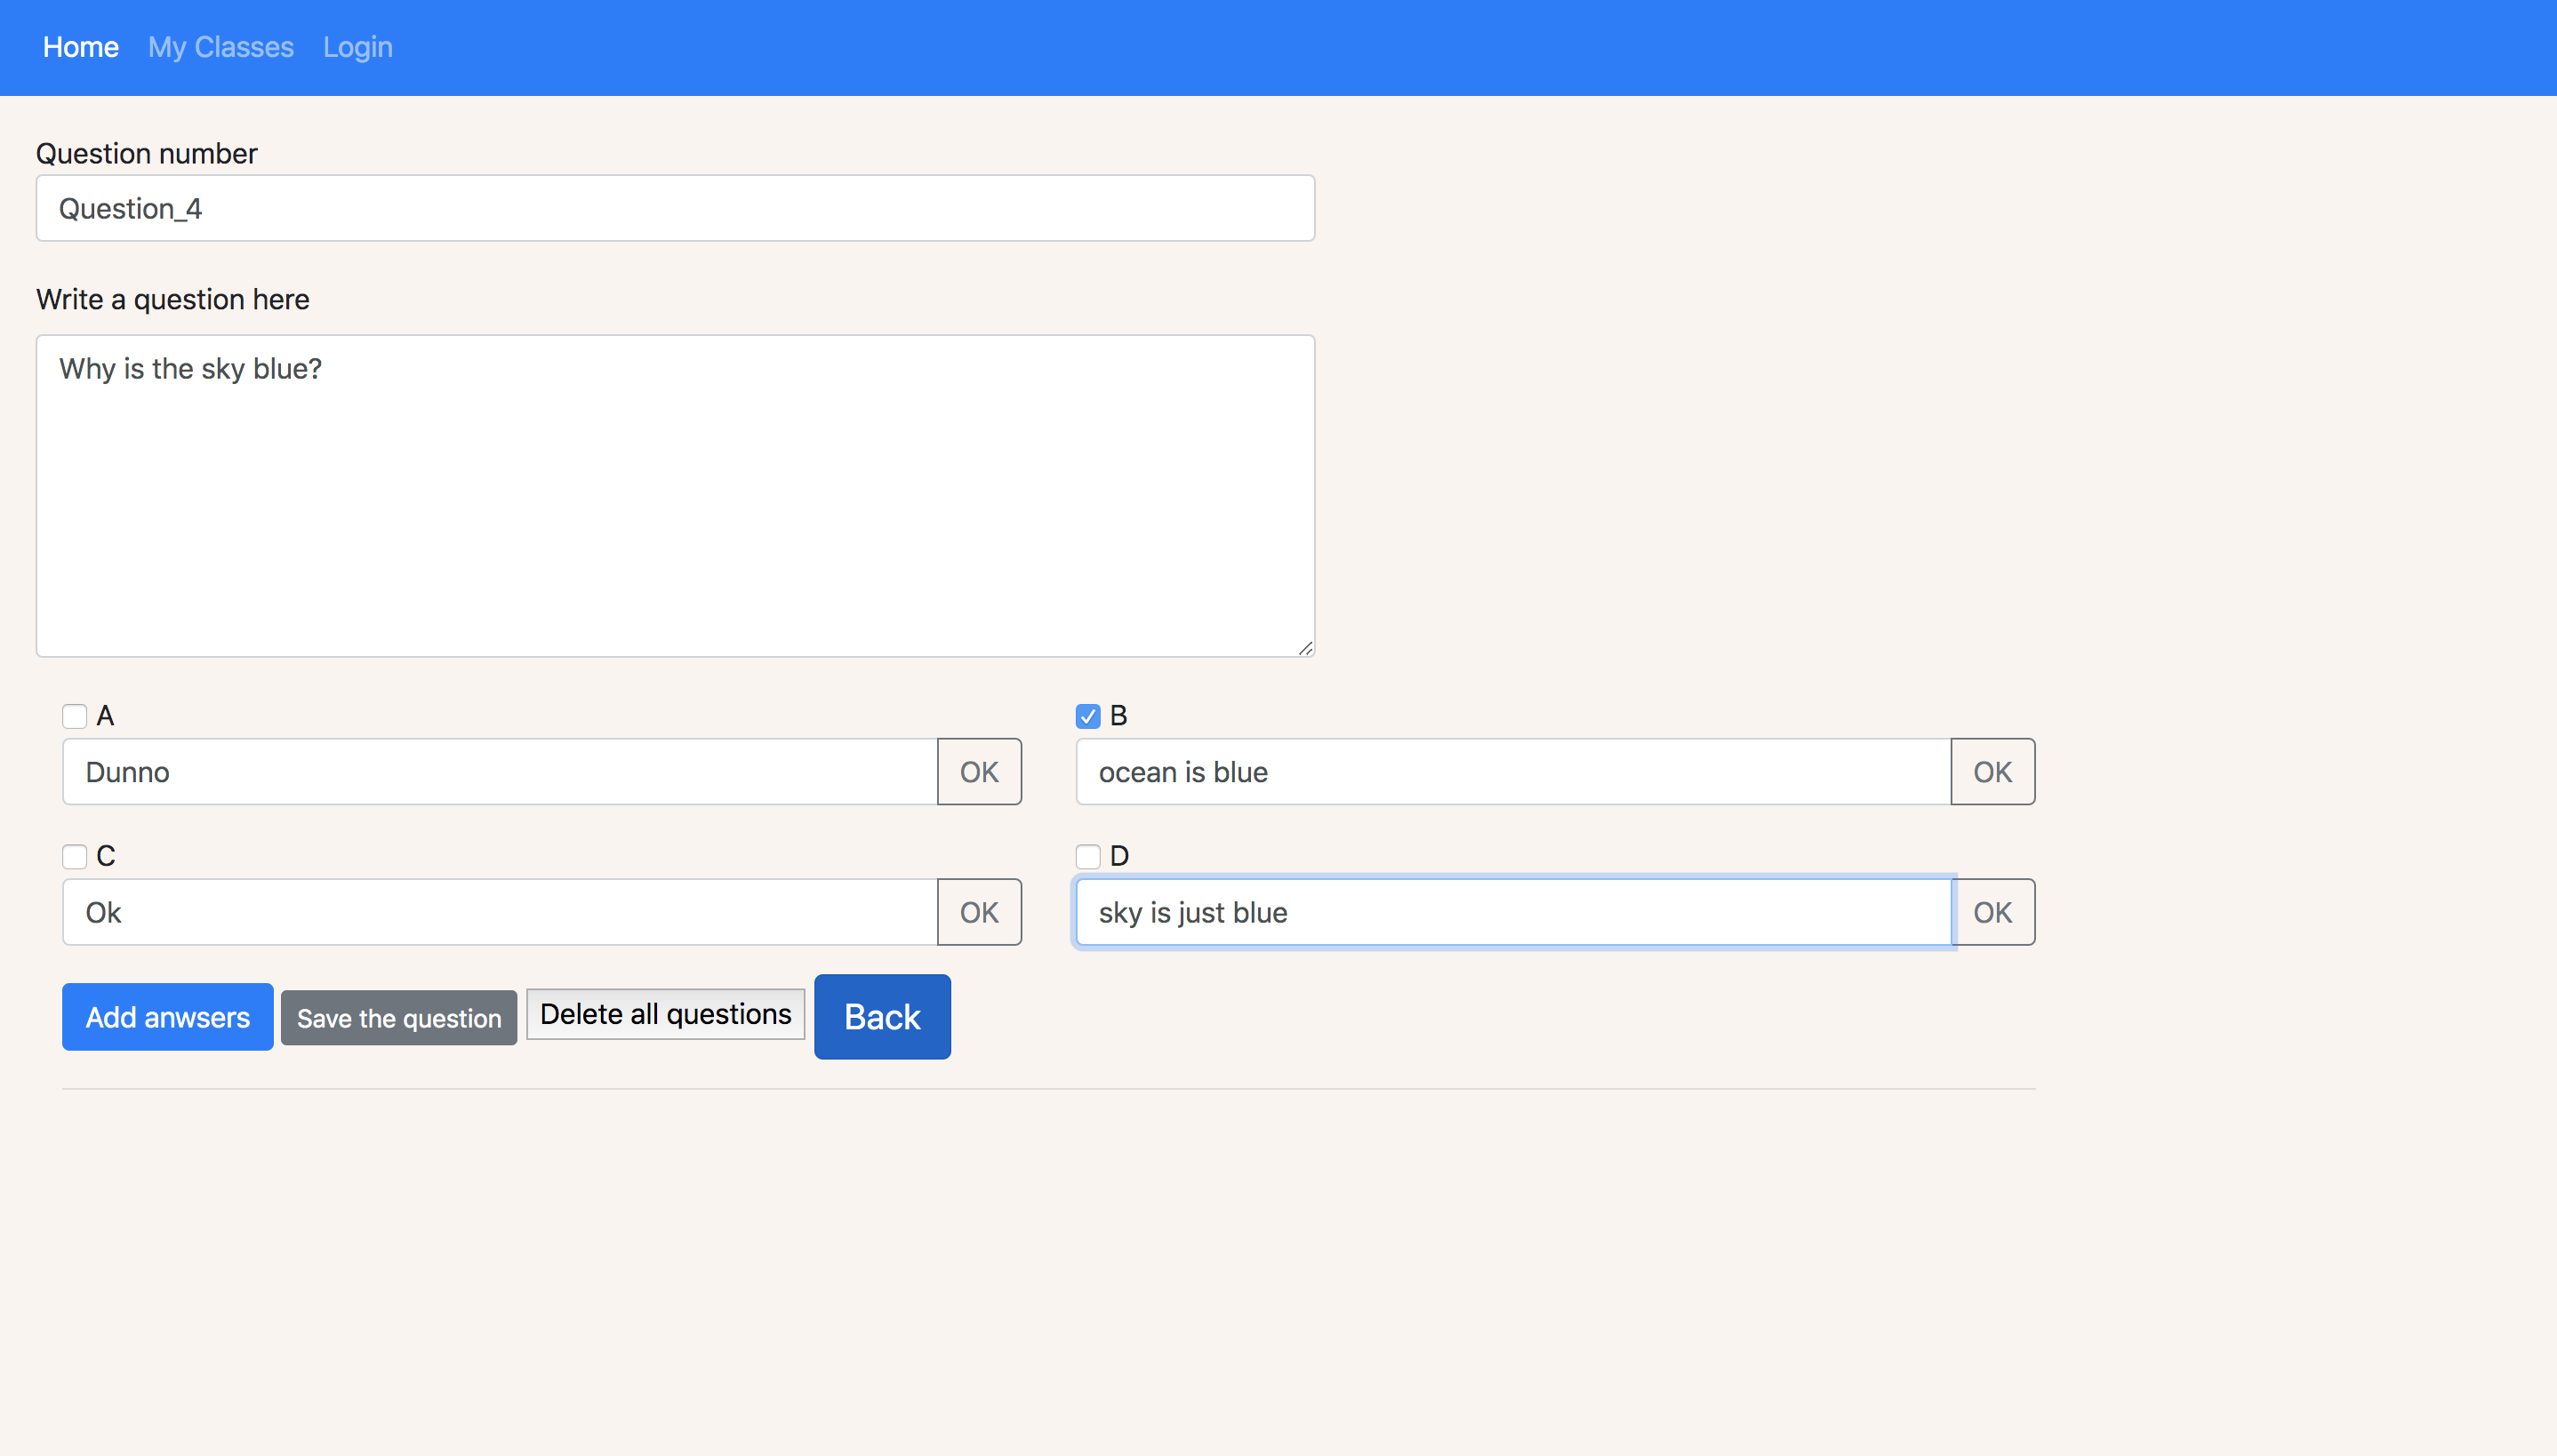 Home My Classes Login
Question number
Question_4
Write a question here
Why is the sky blue?
A B
Dunno OK ocean is blue OK
C D
Ok OK sky is just blue OK
Add anwsers Save the question Delete all questions Back